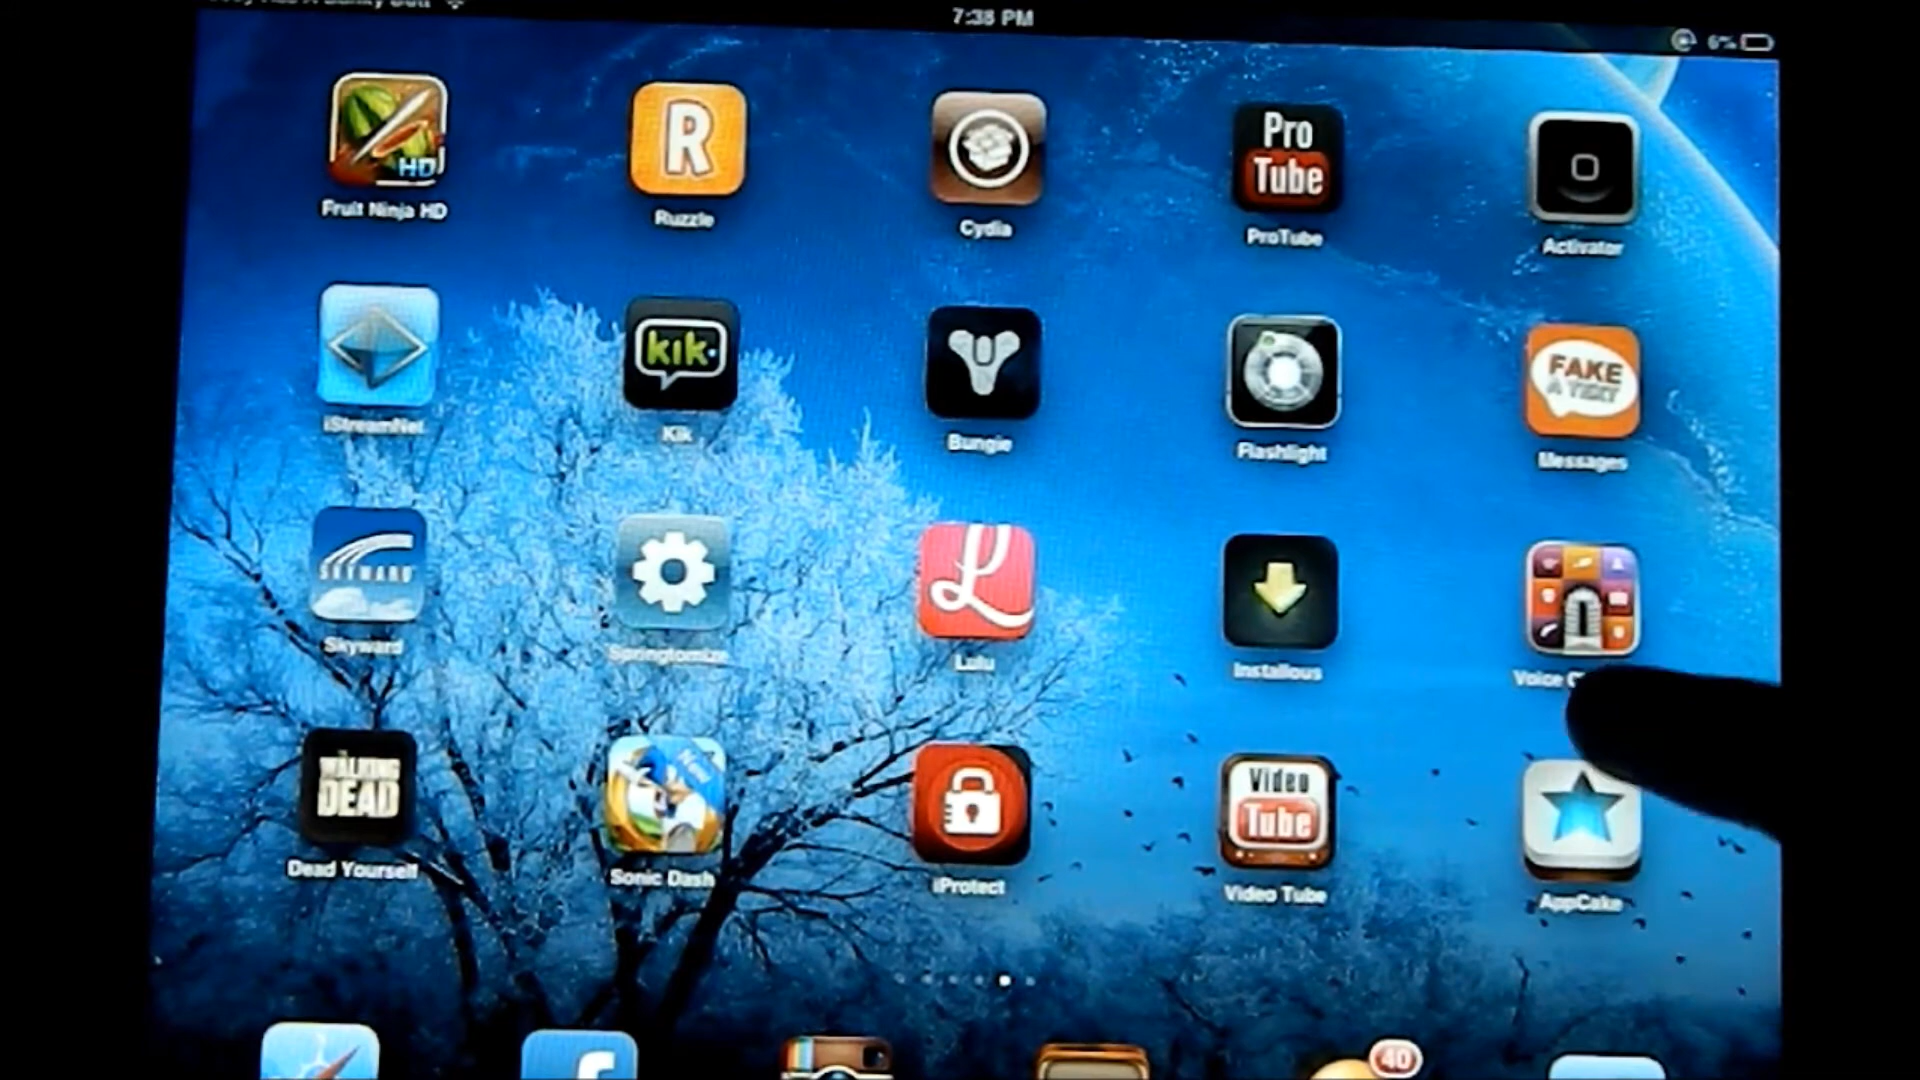 7:38 PM
6%
HD
Fruit Ninja HD
R
Ruzzle
Cydia
Pro
Tube
ProTube
Activator
iStreamNet
kik
Kik
Bungie
Flashlight
FAKE
A TEXT
Messages
SKYWARD
Skyward
Springtomize
L
Lulu
Installous
Voice
WALKING
DEAD
Dead Yourself
Sonic Dash
iProtect
Video
Tube
Video Tube
AppCake
f
40